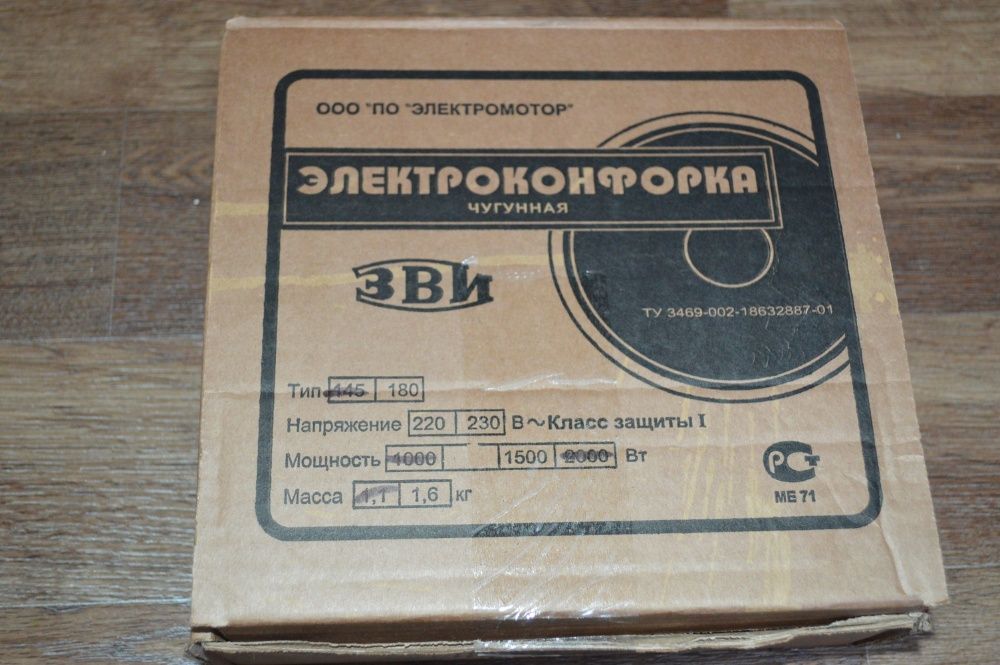 ООО "ПО "ЭЛЕКТРОМОТОР"
ЭЛЕКТРОКОНФОРКА
ЧУГУННАЯ
ЗВИ
ТУ 3469-002-18632887-01
Тип 145 180
Напряжение 220 230 В~Класс защиты I
Мощность 1000 1500 2000 Вт
Масса 1,1 1,6 кг
РСТ
МЕ 71